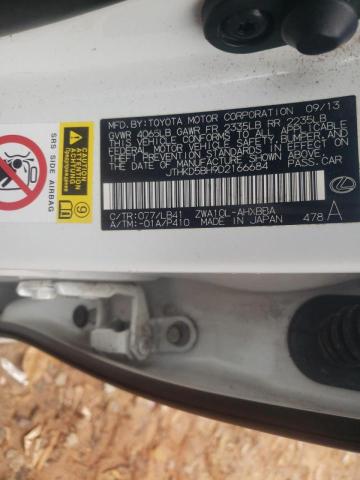 MFD.BY:TOYOTA MOTOR CORPORATION 09/13
GVWR 4065LB GAWR FR 2335LB RR 2235LB
THIS VEHICLE CONFORMS TO ALL APPLICABLE
FEDERAL MOTOR VEHICLE SAFETY, BUMPER, AND
THEFT PREVENTION STANDARDS IN EFFECT ON
THE DATE OF MANUFACTURE SHOWN ABOVE.
JTHKD5BH9D2166684 PASS.CAR
C/TR:077/LB41 ZWA10L-AHXBBA
A/TM:-01A/P410 MADE IN JAPAN 478 A
SRS SIDE AIRBAG
9